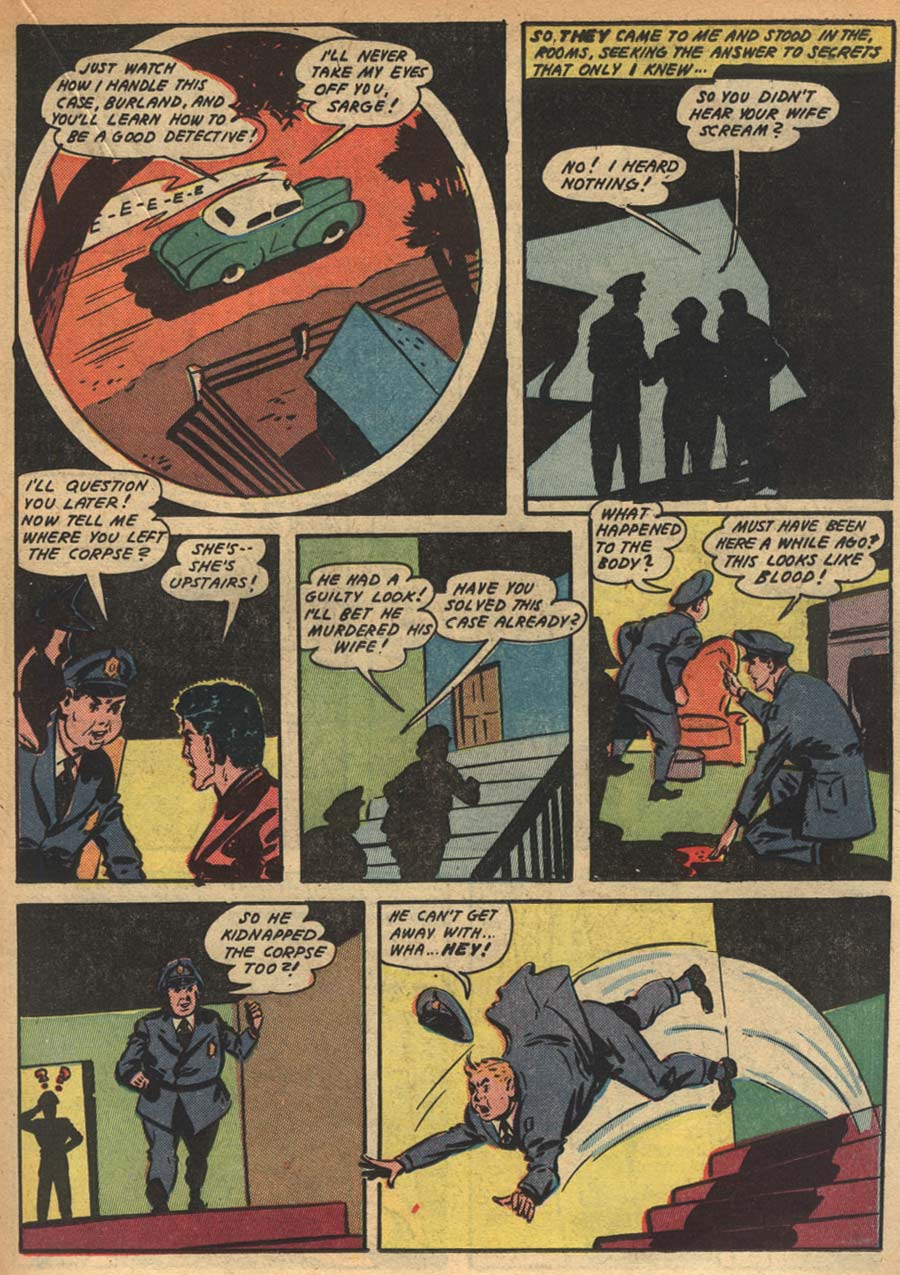 JUST WATCH
HOW I HANDLE THIS
CASE, BURLAND, AND
YOU'LL LEARN HOW TO
BE A GOOD DETECTIVE!
I'LL NEVER
TAKE MY EYES
OFF YOU,
SARGE!
E-E-E-E-E
SO, THEY CAME TO ME AND STOOD IN THE,
ROOMS, SEEKING THE ANSWER TO SECRETS
THAT ONLY I KNEW...
SO YOU DIDN'T
HEAR YOUR WIFE
SCREAM?
NO! I HEARD
NOTHING!
I'LL QUESTION
YOU LATER!
NOW TELL ME
WHERE YOU LEFT
THE CORPSE?
SHE'S--
SHE'S
UPSTAIRS!
HE HAD A
GUILTY LOOK!
I'LL BET HE
MURDERED HIS
WIFE!
HAVE YOU
SOLVED THIS
CASE ALREADY?
WHAT
HAPPENED
TO THE
BODY?
MUST HAVE BEEN
HERE A WHILE AGO!
THIS LOOKS LIKE
BLOOD!
SO HE
KIDNAPPED
THE CORPSE
TOO?!
? ? ?
HE CAN'T GET
AWAY WITH...
WHA...HEY!